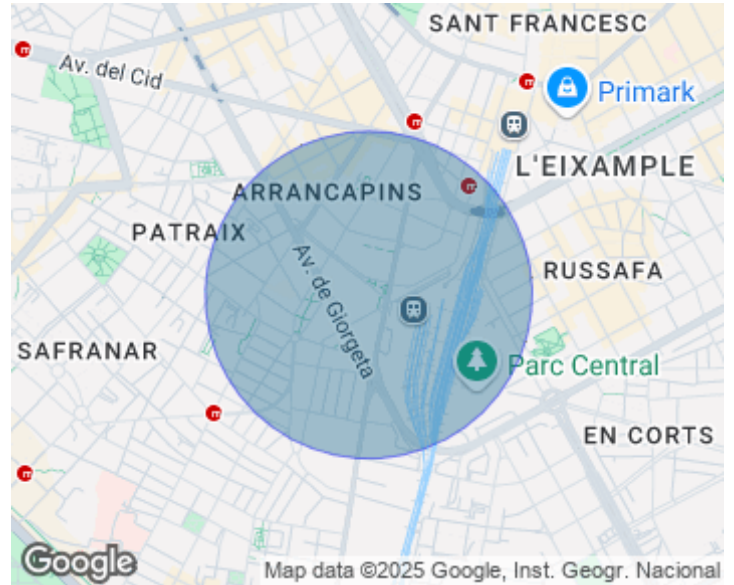 SANT FRANCESC
Av. del Cid
Primark
L'EIXAMPLE
ARRANCAPINS
PATRAIX
RUSSAFA
Av. de Giorgeta
SAFRANAR
Parc Central
EN CORTS
Google
Map data ©2025 Google, Inst. Geogr. Nacional